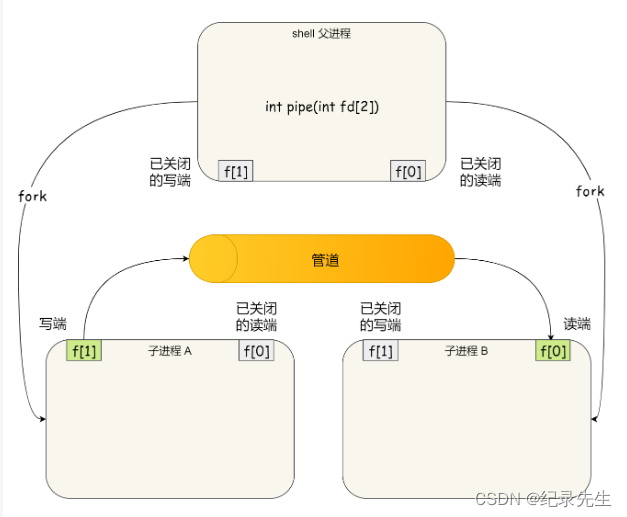 shell 父进程
int pipe(int fd[2])
已关闭
的写端
f[1]
f[0]
已关闭
的读端
fork
fork
管道
写端
已关闭
的读端
已关闭
的写端
读端
f[1]
子进程 A
f[0]
f[1]
子进程 B
f[0]
CSDN @纪录先生